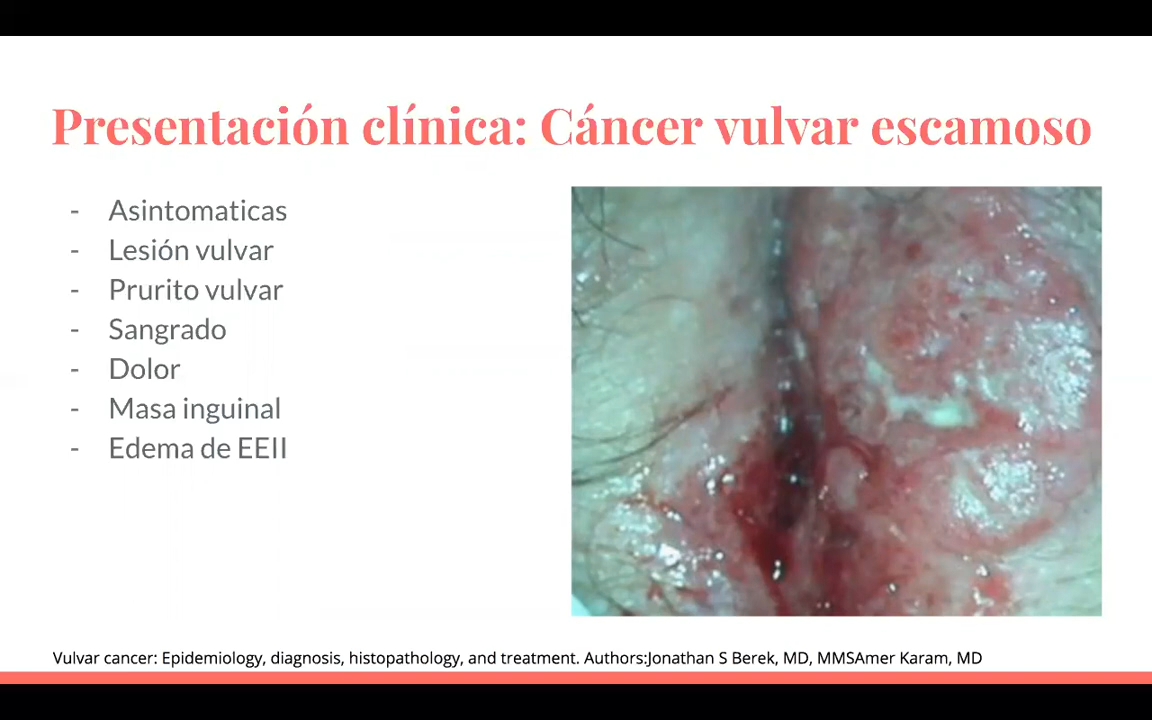 Presentación clínica: Cáncer vulvar escamoso
- Asintomaticas
- Lesión vulvar
- Prurito vulvar
- Sangrado
- Dolor
- Masa inguinal
- Edema de EEII
Vulvar cancer: Epidemiology, diagnosis, histopathology, and treatment. Authors:Jonathan S Berek, MD, MMSAmer Karam, MD